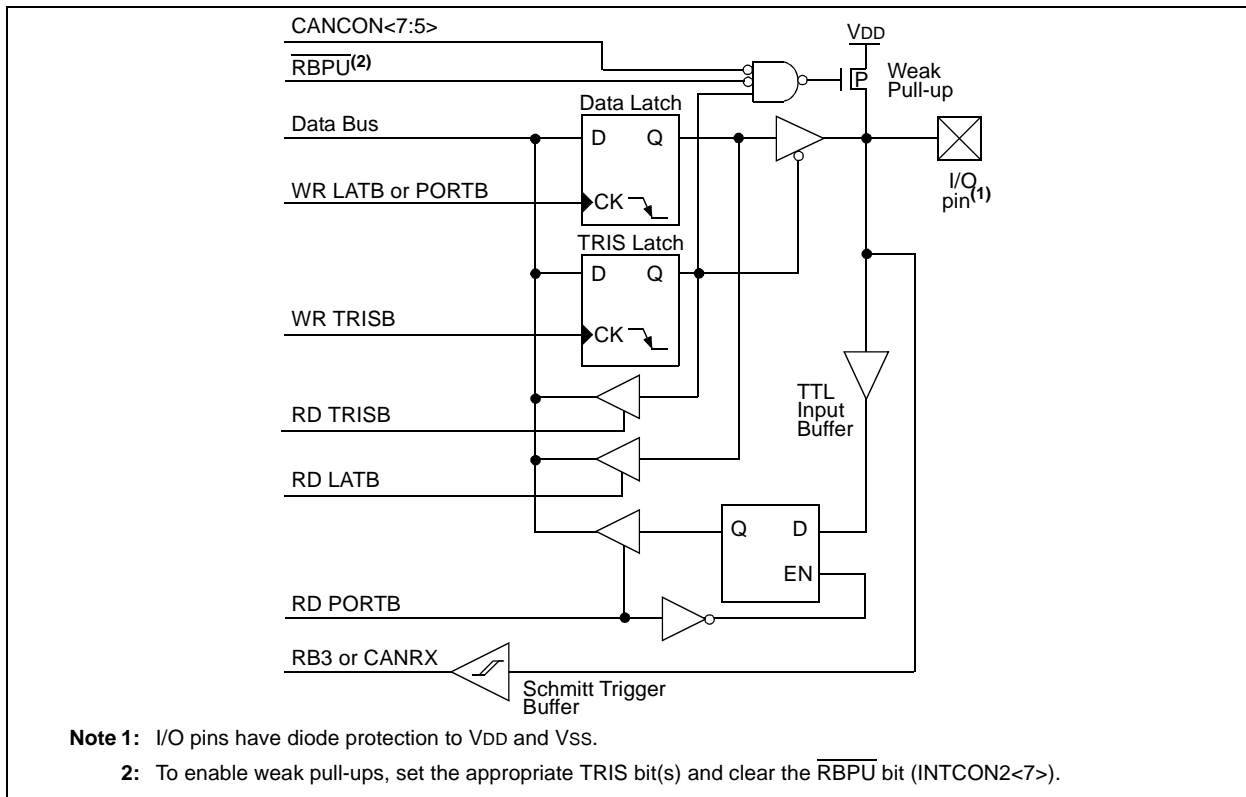 CANCON<7:5>
VDD
RBPU(2)
P
Weak
Pull-up
Data Latch
Data Bus
D Q
I/O
pin(1)
WR LATB or PORTB
CK
TRIS Latch
D Q
WR TRISB
CK
TTL
Input
Buffer
RD TRISB
RD LATB
Q D
EN
RD PORTB
RB3 or CANRX
Schmitt Trigger
Buffer
Note 1: I/O pins have diode protection to VDD and VSS.
2: To enable weak pull-ups, set the appropriate TRIS bit(s) and clear the RBPU bit (INTCON2<7>).